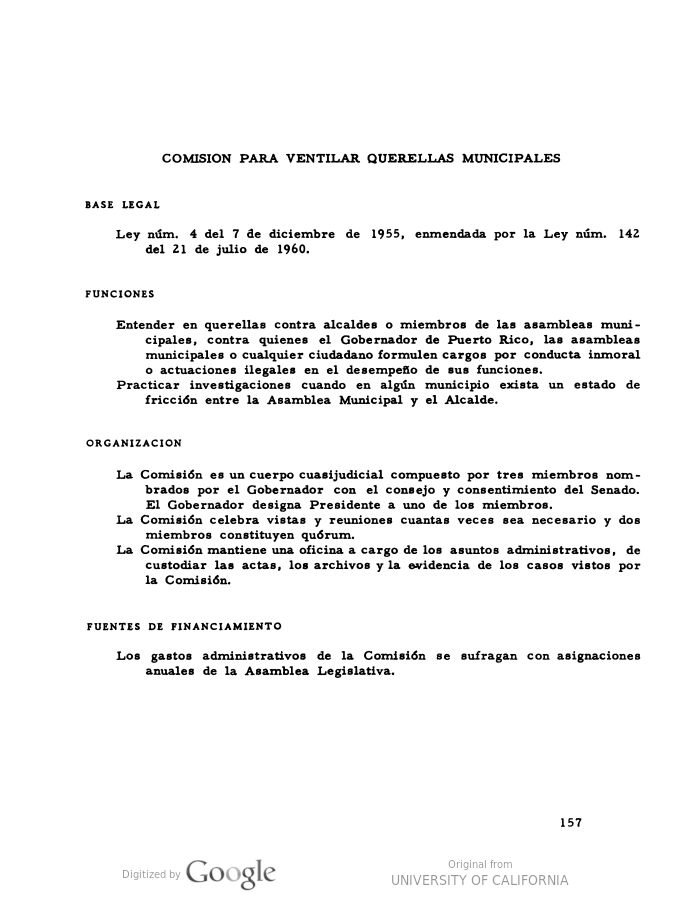 COMISION PARA VENTILAR QUERELLAS MUNICIPALES
BASE LEGAL
Ley núm. 4 del 7 de diciembre de 1955, enmendada por la Ley núm. 142
del 21 de julio de 1960.
FUNCIONES
Entender en querellas contra alcaldes o miembros de las asambleas muni-
cipales, contra quienes el Gobernador de Puerto Rico, las asambleas
municipales o cualquier ciudadano formulen cargos por conducta inmoral
o actuaciones ilegales en el desempeño de sus funciones.
Practicar investigaciones cuando en algún municipio exista un estado de
fricción entre la Asamblea Municipal y el Alcalde.
ORGANIZACION
La Comisión es un cuerpo cuasijudicial compuesto por tres miembros nom-
brados por el Gobernador con el consejo y consentimiento del Senado.
El Gobernador designa Presidente a uno de los miembros.
La Comisión celebra vistas y reuniones cuantas veces sea necesario y dos
miembros constituyen quórum.
La Comisión mantiene una oficina a cargo de los asuntos administrativos, de
custodiar las actas, los archivos y la evidencia de los casos vistos por
la Comisión.
FUENTES DE FINANCIAMIENTO
Los gastos administrativos de la Comisión se sufragan con asignaciones
anuales de la Asamblea Legislativa.
157
Digitized by Google
Original from
UNIVERSITY OF CALIFORNIA